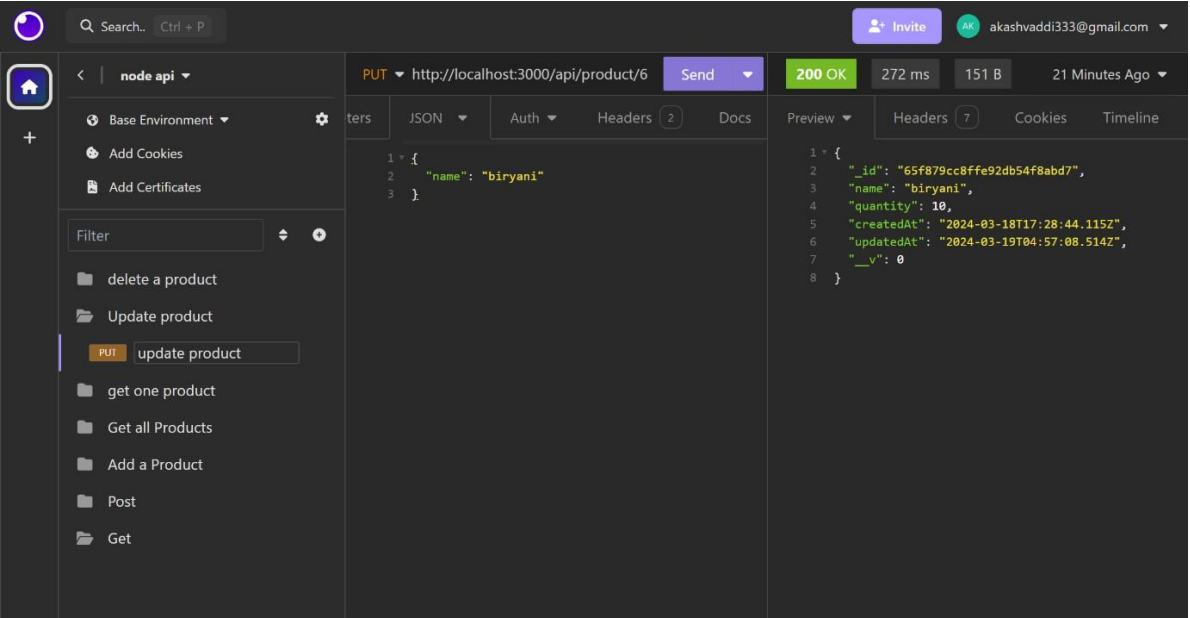 Search.. Ctrl + P
Invite
AK
akashvaddi333@gmail.com
node api
Base Environment
Add Cookies
Add Certificates
Filter
delete a product
Update product
PUT update product
get one product
Get all Products
Add a Product
Post
Get
PUT http://localhost:3000/api/product/6 Send
ters JSON Auth Headers 2 Docs
1 {
2 "name": "biryani"
3 }
200 OK 272 ms 151 B 21 Minutes Ago
Preview Headers 7 Cookies Timeline
1 {
2 "_id": "65f879cc8ffe92db54f8abd7",
3 "name": "biryani",
4 "quantity": 10,
5 "createdAt": "2024-03-18T17:28:44.115Z",
6 "updatedAt": "2024-03-19T04:57:08.514Z",
7 "__v": 0
8 }